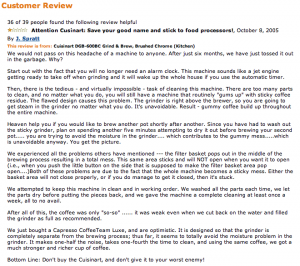 Customer Review
36 of 39 people found the following review helpful:
Attention Cuisinart: Save your good name and stick to food processors!, October 8, 2005
By J. Surati
This review is from: Cuisinart DGB-600BC Grind & Brew, Brushed Chrome (Kitchen)
We would not pass on this headache of a machine to anyone. After just six months, we have just tossed it out
in the garbage. Why?
Start out with the fact that you will no longer need an alarm clock. This machine sounds like a jet engine
getting ready to take off when grinding and it will wake up the whole house if you use the automatic timer.
Then, there is the tedious - and virtually impossible - task of cleaning this machine. There are too many parts
to clean, and no matter what you do, you will still have a machine that routinely "gums up" with sticky coffee
residue. The flawed design causes this problem. The grinder is right above the brewer, so you are going to
get steam in the grinder no matter what you do. It's unavoidable. Result - gummy coffee build up throughout
the entire machine.
Heaven help you if you would like to brew another pot shortly after another. Since you have to wash out
the sticky grinder, plan on spending another five minutes attempting to dry it out before brewing your second
pot.... you are trying to avoid the moisture in the grinder.... which contributes to the gummy mess....which
is unavoidable anyway. You get the picture.
We experienced all the problems others have mentioned --- the filter basket pops out in the middle of the
brewing process resulting in a total mess. This same area sticks and will NOT open when you want it to open
(i.e., when you push the little button on the side that is supposed to make the filter basket area pop
open...)Both of these problems are due to the fact that the whole machine becomes a sticky mess. Either the
basket area will not close properly, or if you do manage to get it closed, then it's stuck.
We attempted to keep this machine clean and in working order. We washed all the parts each time, we let
the parts dry before putting the pieces back, and we gave the machine a complete cleaning at least once a
week, all to no avail.
After all of this, the coffee was only "so-so" ...... it was weak even when we cut back on the water and filled
the grinder as full as recommended.
We just bought a Capresso CoffeeTeam Luxe, and are optimistic. It is designed so that the grinder is
completely separate from the brewing process; thus far, it seems to totally avoid the moisture problem in the
grinder. It makes one-half the noise, takes one-fourth the time to clean, and using the same coffee, we got a
much stronger and richer cup of coffee.
Bottom Line: Don't buy the Cuisinart, and don't give it to your worst enemy!